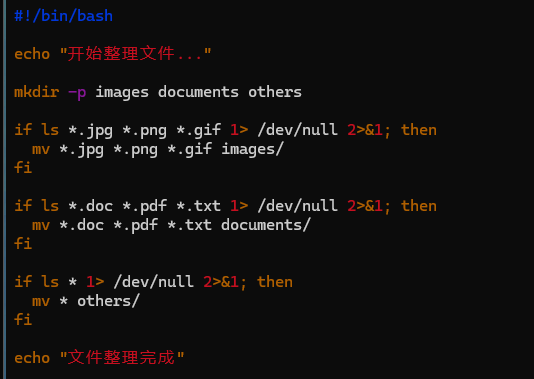 #!/bin/bash
echo "开始整理文件..."
mkdir -p images documents others
if ls *.jpg *.png *.gif 1> /dev/null 2>&1; then
  mv *.jpg *.png *.gif images/
fi
if ls *.doc *.pdf *.txt 1> /dev/null 2>&1; then
  mv *.doc *.pdf *.txt documents/
fi
if ls * 1> /dev/null 2>&1; then
  mv * others/
fi
echo "文件整理完成"